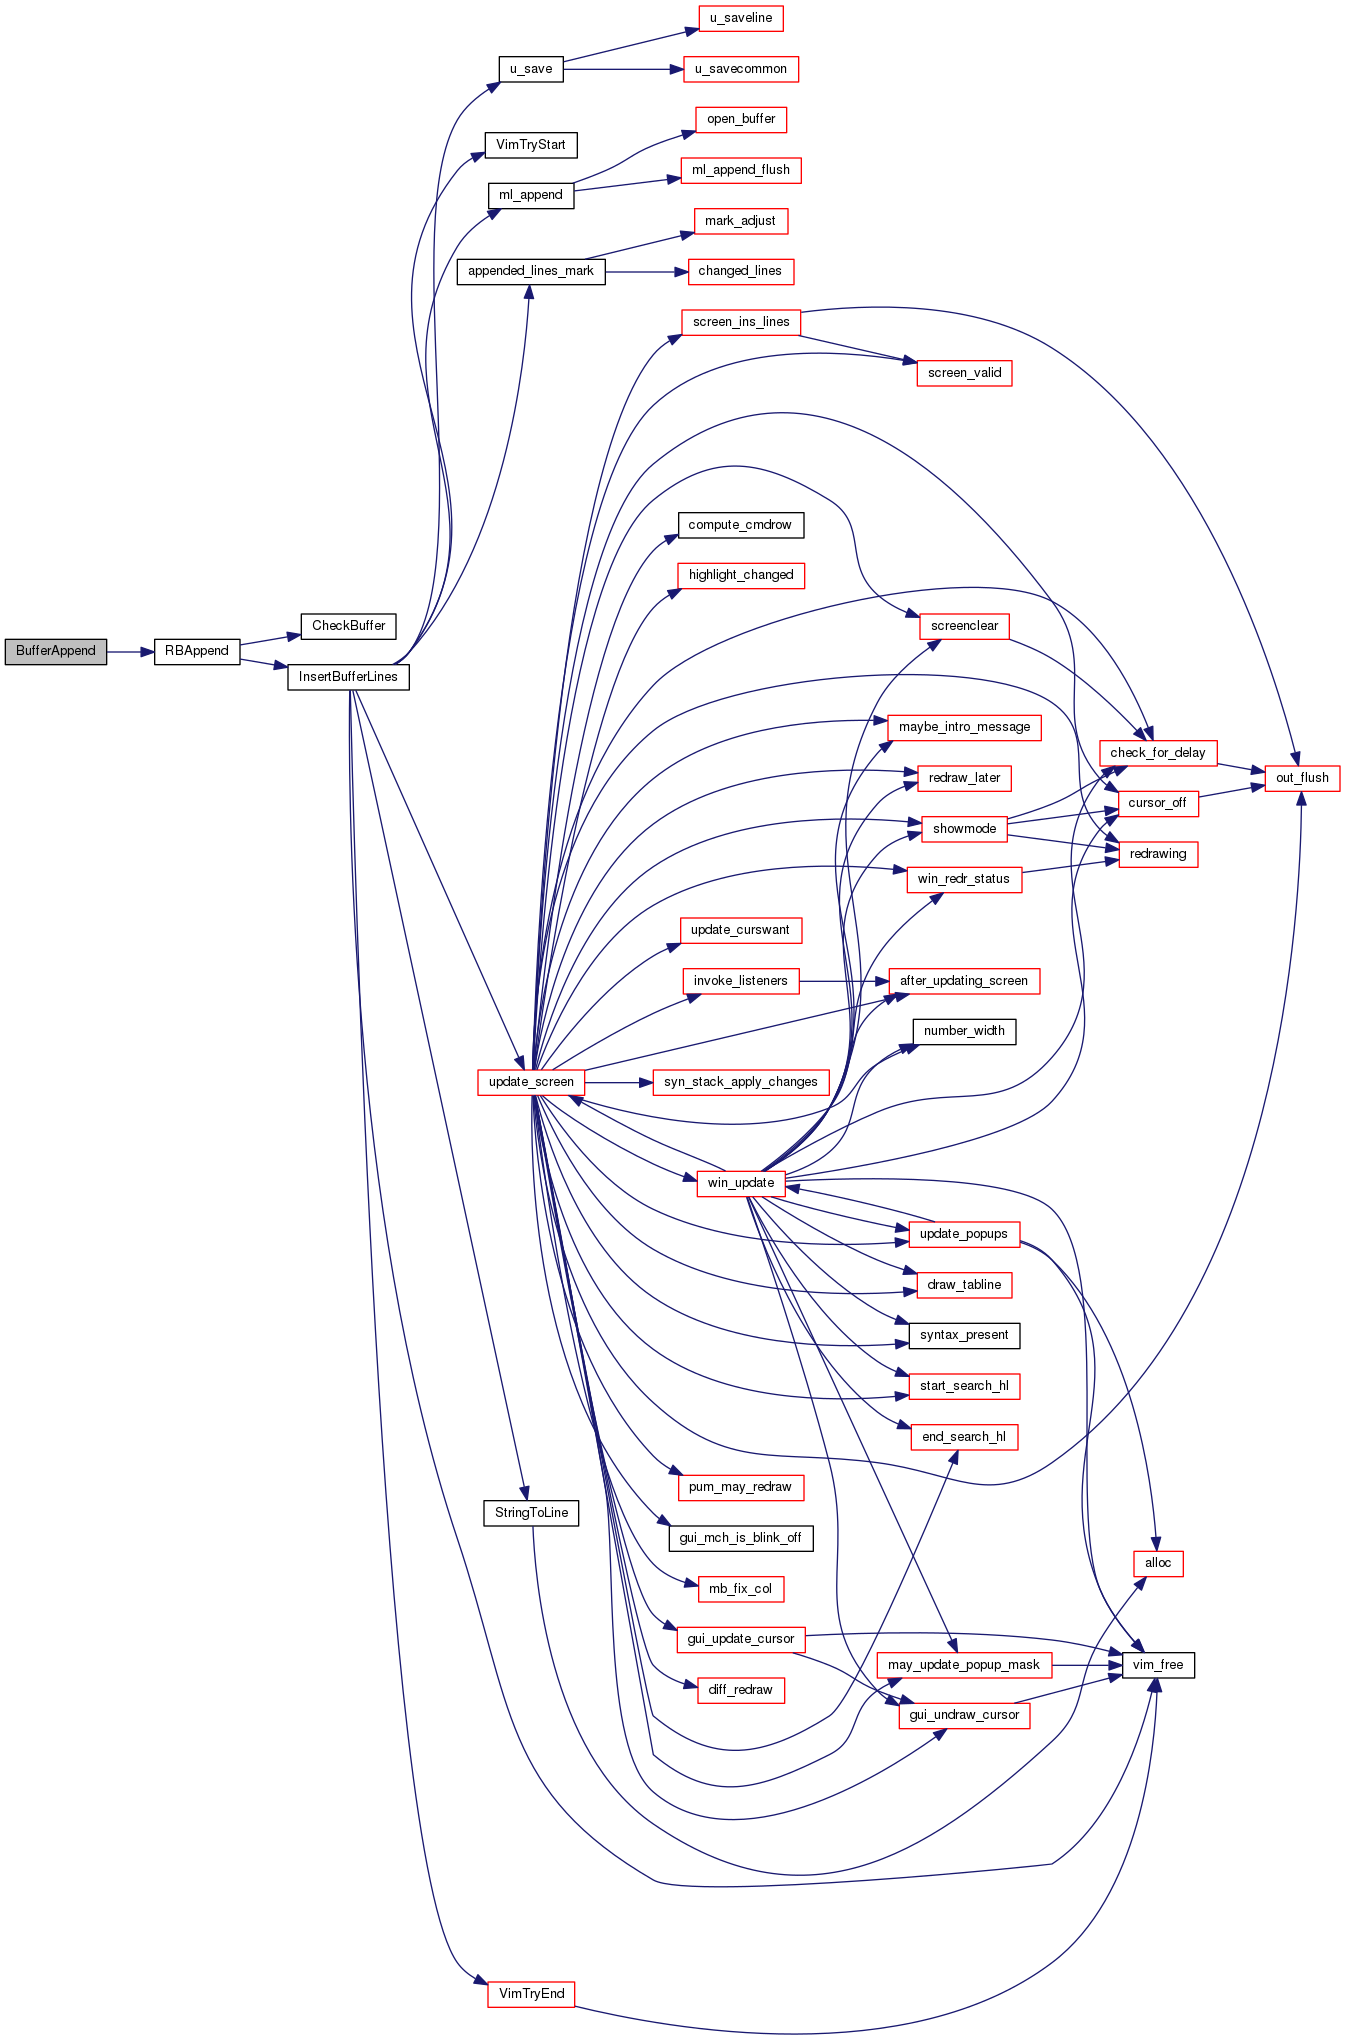 u_saveline
u_save
u_savecommon
open_buffer
VimTryStart
ml_append_flush
ml_append
mark_adjust
appended_lines_mark
changed_lines
screen_ins_lines
screen_valid
compute_cmdrow
highlight_changed
CheckBuffer
screenclear
BufferAppend
RBAppend
InsertBufferLines
maybe_intro_message
check_for_delay
redraw_later
out_flush
cursor_off
showmode
redrawing
win_redr_status
update_curswant
invoke_listeners
after_updating_screen
number_width
update_screen
syn_stack_apply_changes
win_update
update_popups
draw_tabline
syntax_present
start_search_hl
end_search_hl
pum_may_redraw
StringToLine
gui_mch_is_blink_off
alloc
mb_fix_col
gui_update_cursor
may_update_popup_mask
vim_free
diff_redraw
gui_undraw_cursor
VimTryEnd